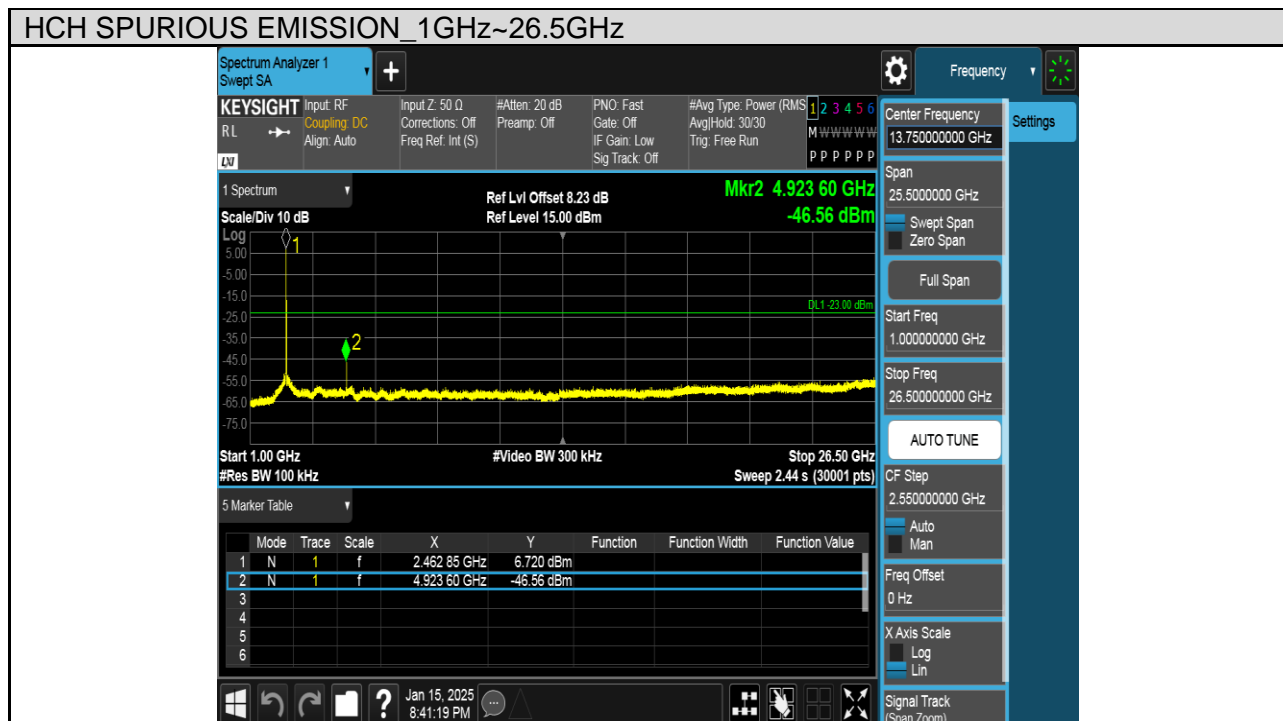 HCH SPURIOUS EMISSION_1GHz~26.5GHz
Spectrum Analyzer 1
Swept SA
+
Frequency
KEYSIGHT
RL
LXI
Input: RF
Coupling: DC
Align: Auto
Input Z: 50 Ω
Corrections: Off
Freq Ref: Int (S)
#Atten: 20 dB
Preamp: Off
PNO: Fast
Gate: Off
IF Gain: Low
Sig Track: Off
#Avg Type: Power (RMS
Avg|Hold: 30/30
Trig: Free Run
1 2 3 4 5 6
M W W W W W
P P P P P P
1 Spectrum
Scale/Div 10 dB
Ref Lvl Offset 8.23 dB
Ref Level 15.00 dBm
Mkr2 4.923 60 GHz
-46.56 dBm
Log
5.00
-5.00
-15.0
-25.0
-35.0
-45.0
-55.0
-65.0
-75.0
1
2
DL1 -23.00 dBm
Start 1.00 GHz
#Video BW 300 kHz
Stop 26.50 GHz
#Res BW 100 kHz
Sweep 2.44 s (30001 pts)
5 Marker Table
Mode Trace Scale X Y Function Function Width Function Value
1 N 1 f 2.462 85 GHz 6.720 dBm
2 N 1 f 4.923 60 GHz -46.56 dBm
3
4
5
6
?
Jan 15, 2025
8:41:19 PM
Center Frequency
13.750000000 GHz
Settings
Span
25.5000000 GHz
Swept Span
Zero Span
Full Span
Start Freq
1.000000000 GHz
Stop Freq
26.500000000 GHz
AUTO TUNE
CF Step
2.550000000 GHz
Auto
Man
Freq Offset
0 Hz
X Axis Scale
Log
Lin
Signal Track
(Span Zoom)